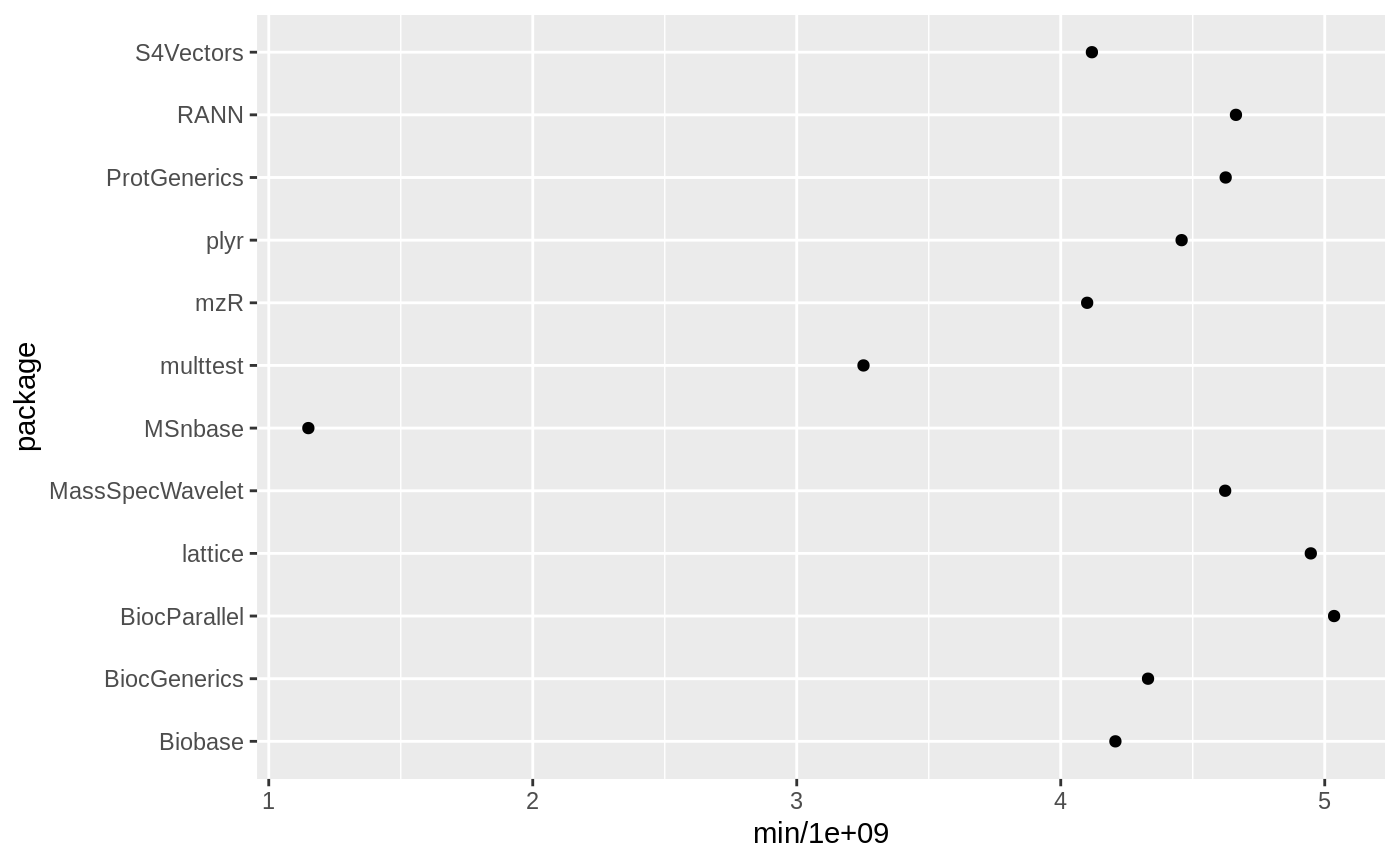 S4Vectors
RANN
ProtGenerics
plyr
mzR
multtest
MSnbase
MassSpecWavelet
lattice
BiocParallel
BiocGenerics
Biobase
package
1 2 3 4 5
min/1e+09